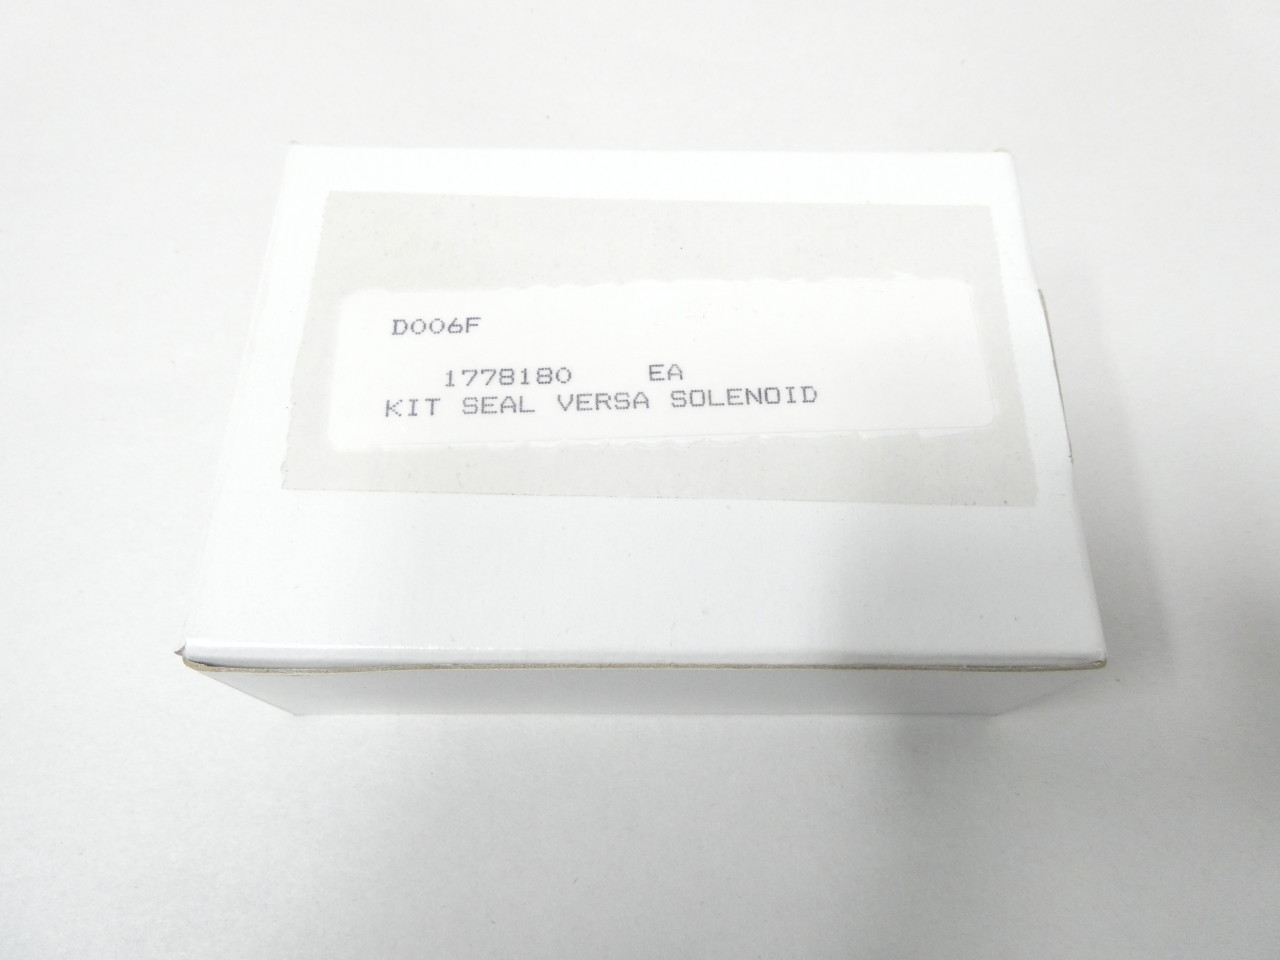 D006F
1778180 EA
KIT SEAL VERSA SOLENOID